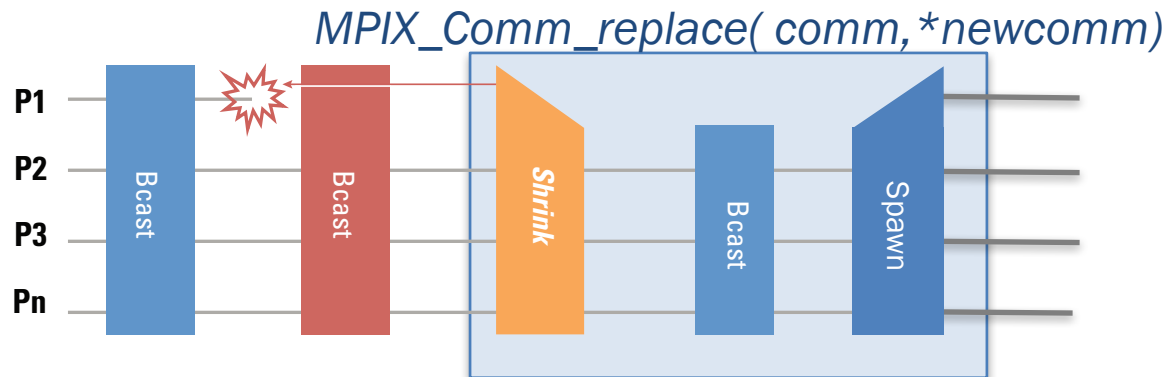 MPIX_Comm_replace( comm,*newcomm)
P1
P2
P3
Pn
Bcast
Bcast
Shrink
Bcast
Spawn